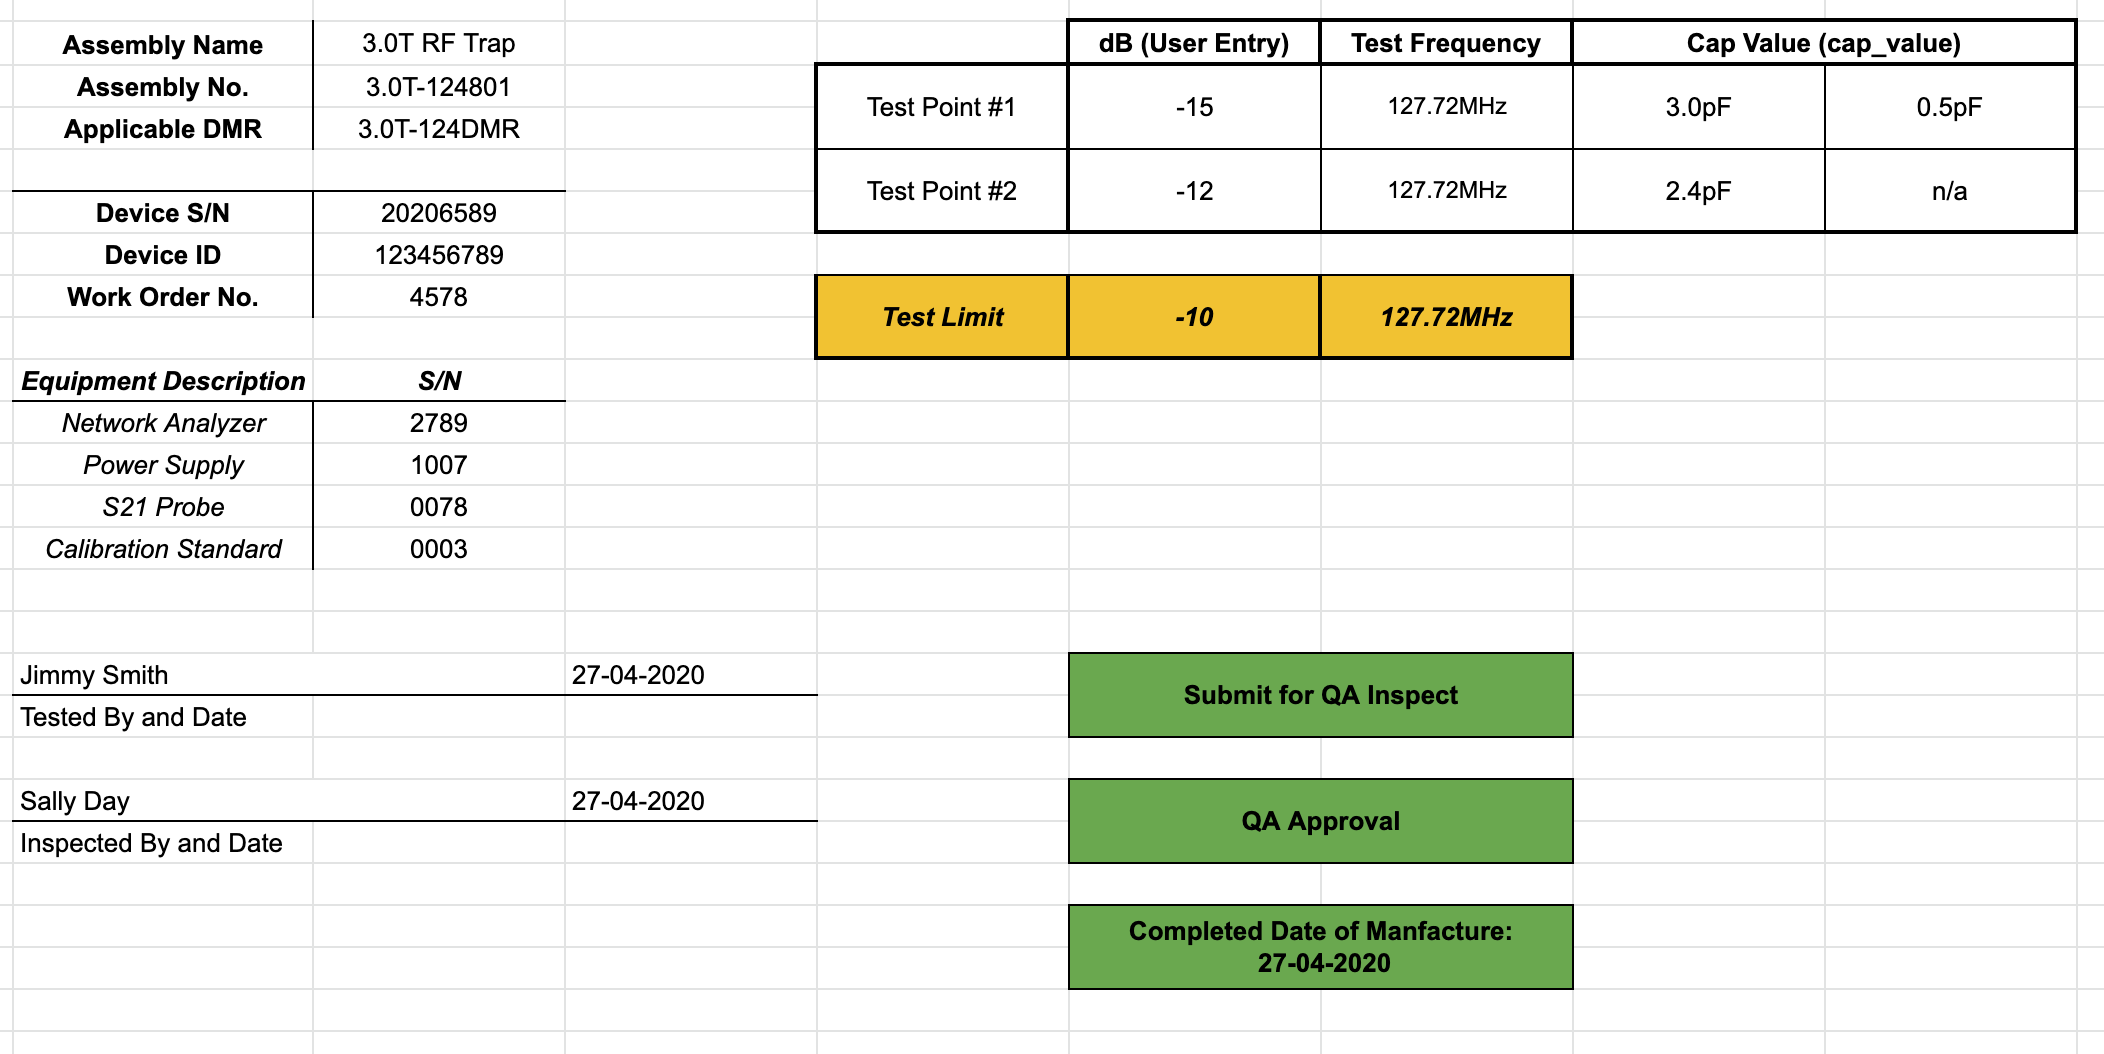 Assembly Name 3.0T RF Trap
Assembly No. 3.0T-124801
Applicable DMR 3.0T-124DMR
Device S/N 20206589
Device ID 123456789
Work Order No. 4578
Equipment Description S/N
Network Analyzer 2789
Power Supply 1007
S21 Probe 0078
Calibration Standard 0003
dB (User Entry) Test Frequency Cap Value (cap_value)
Test Point #1 -15 127.72MHz 3.0pF 0.5pF
Test Point #2 -12 127.72MHz 2.4pF n/a
Test Limit -10 127.72MHz
Jimmy Smith 27-04-2020
Tested By and Date
Sally Day 27-04-2020
Inspected By and Date
Submit for QA Inspect
QA Approval
Completed Date of Manfacture:
27-04-2020